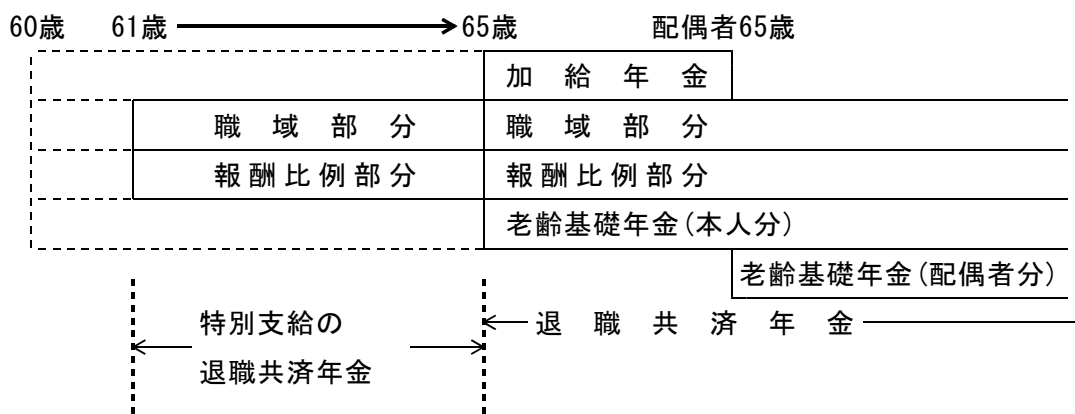 60歳 61歳 65歳 配偶者65歳
加給年金
職域部分 職域部分
報酬比例部分 報酬比例部分
老齢基礎年金(本人分)
老齢基礎年金(配偶者分)
特別支給の 退職共済年金
退職共済年金